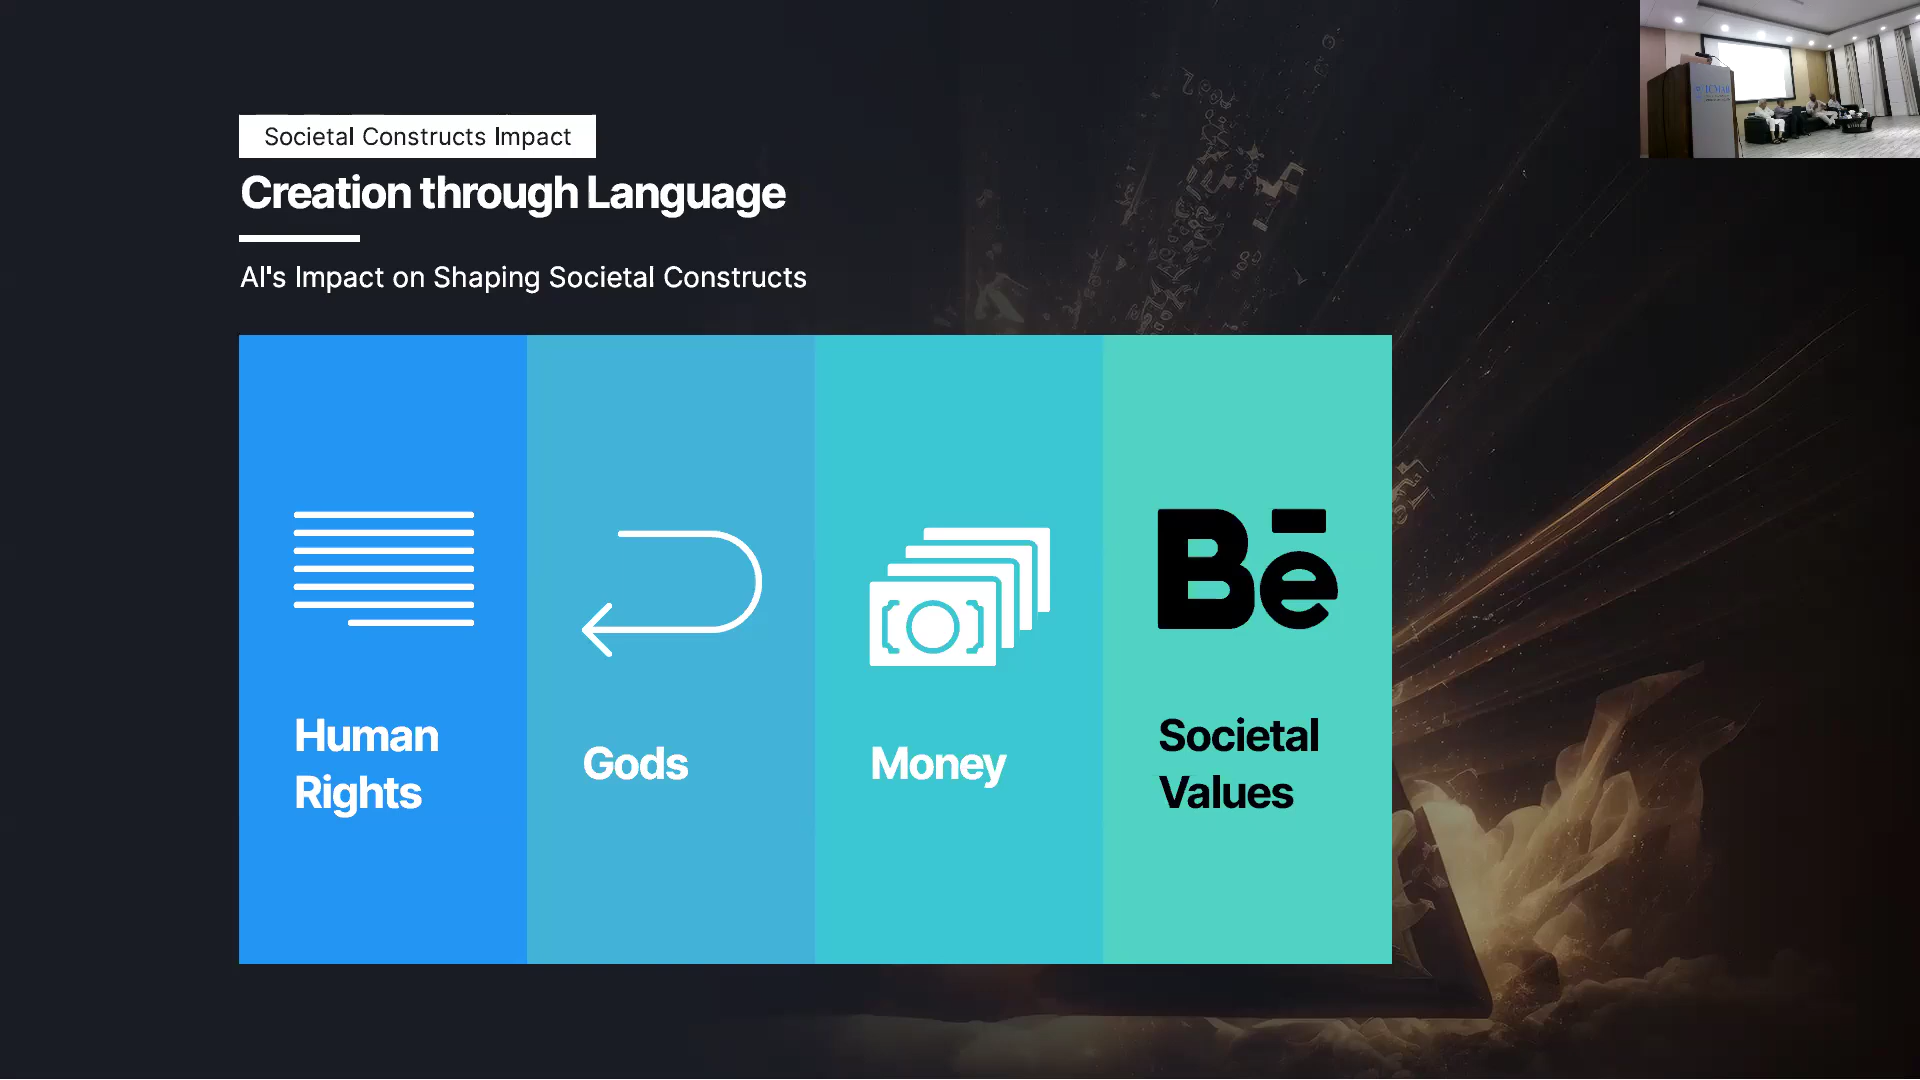 Societal Constructs Impact
Creation through Language
AI's Impact on Shaping Societal Constructs
Human
Rights
Gods
Money
Bē
Societal
Values